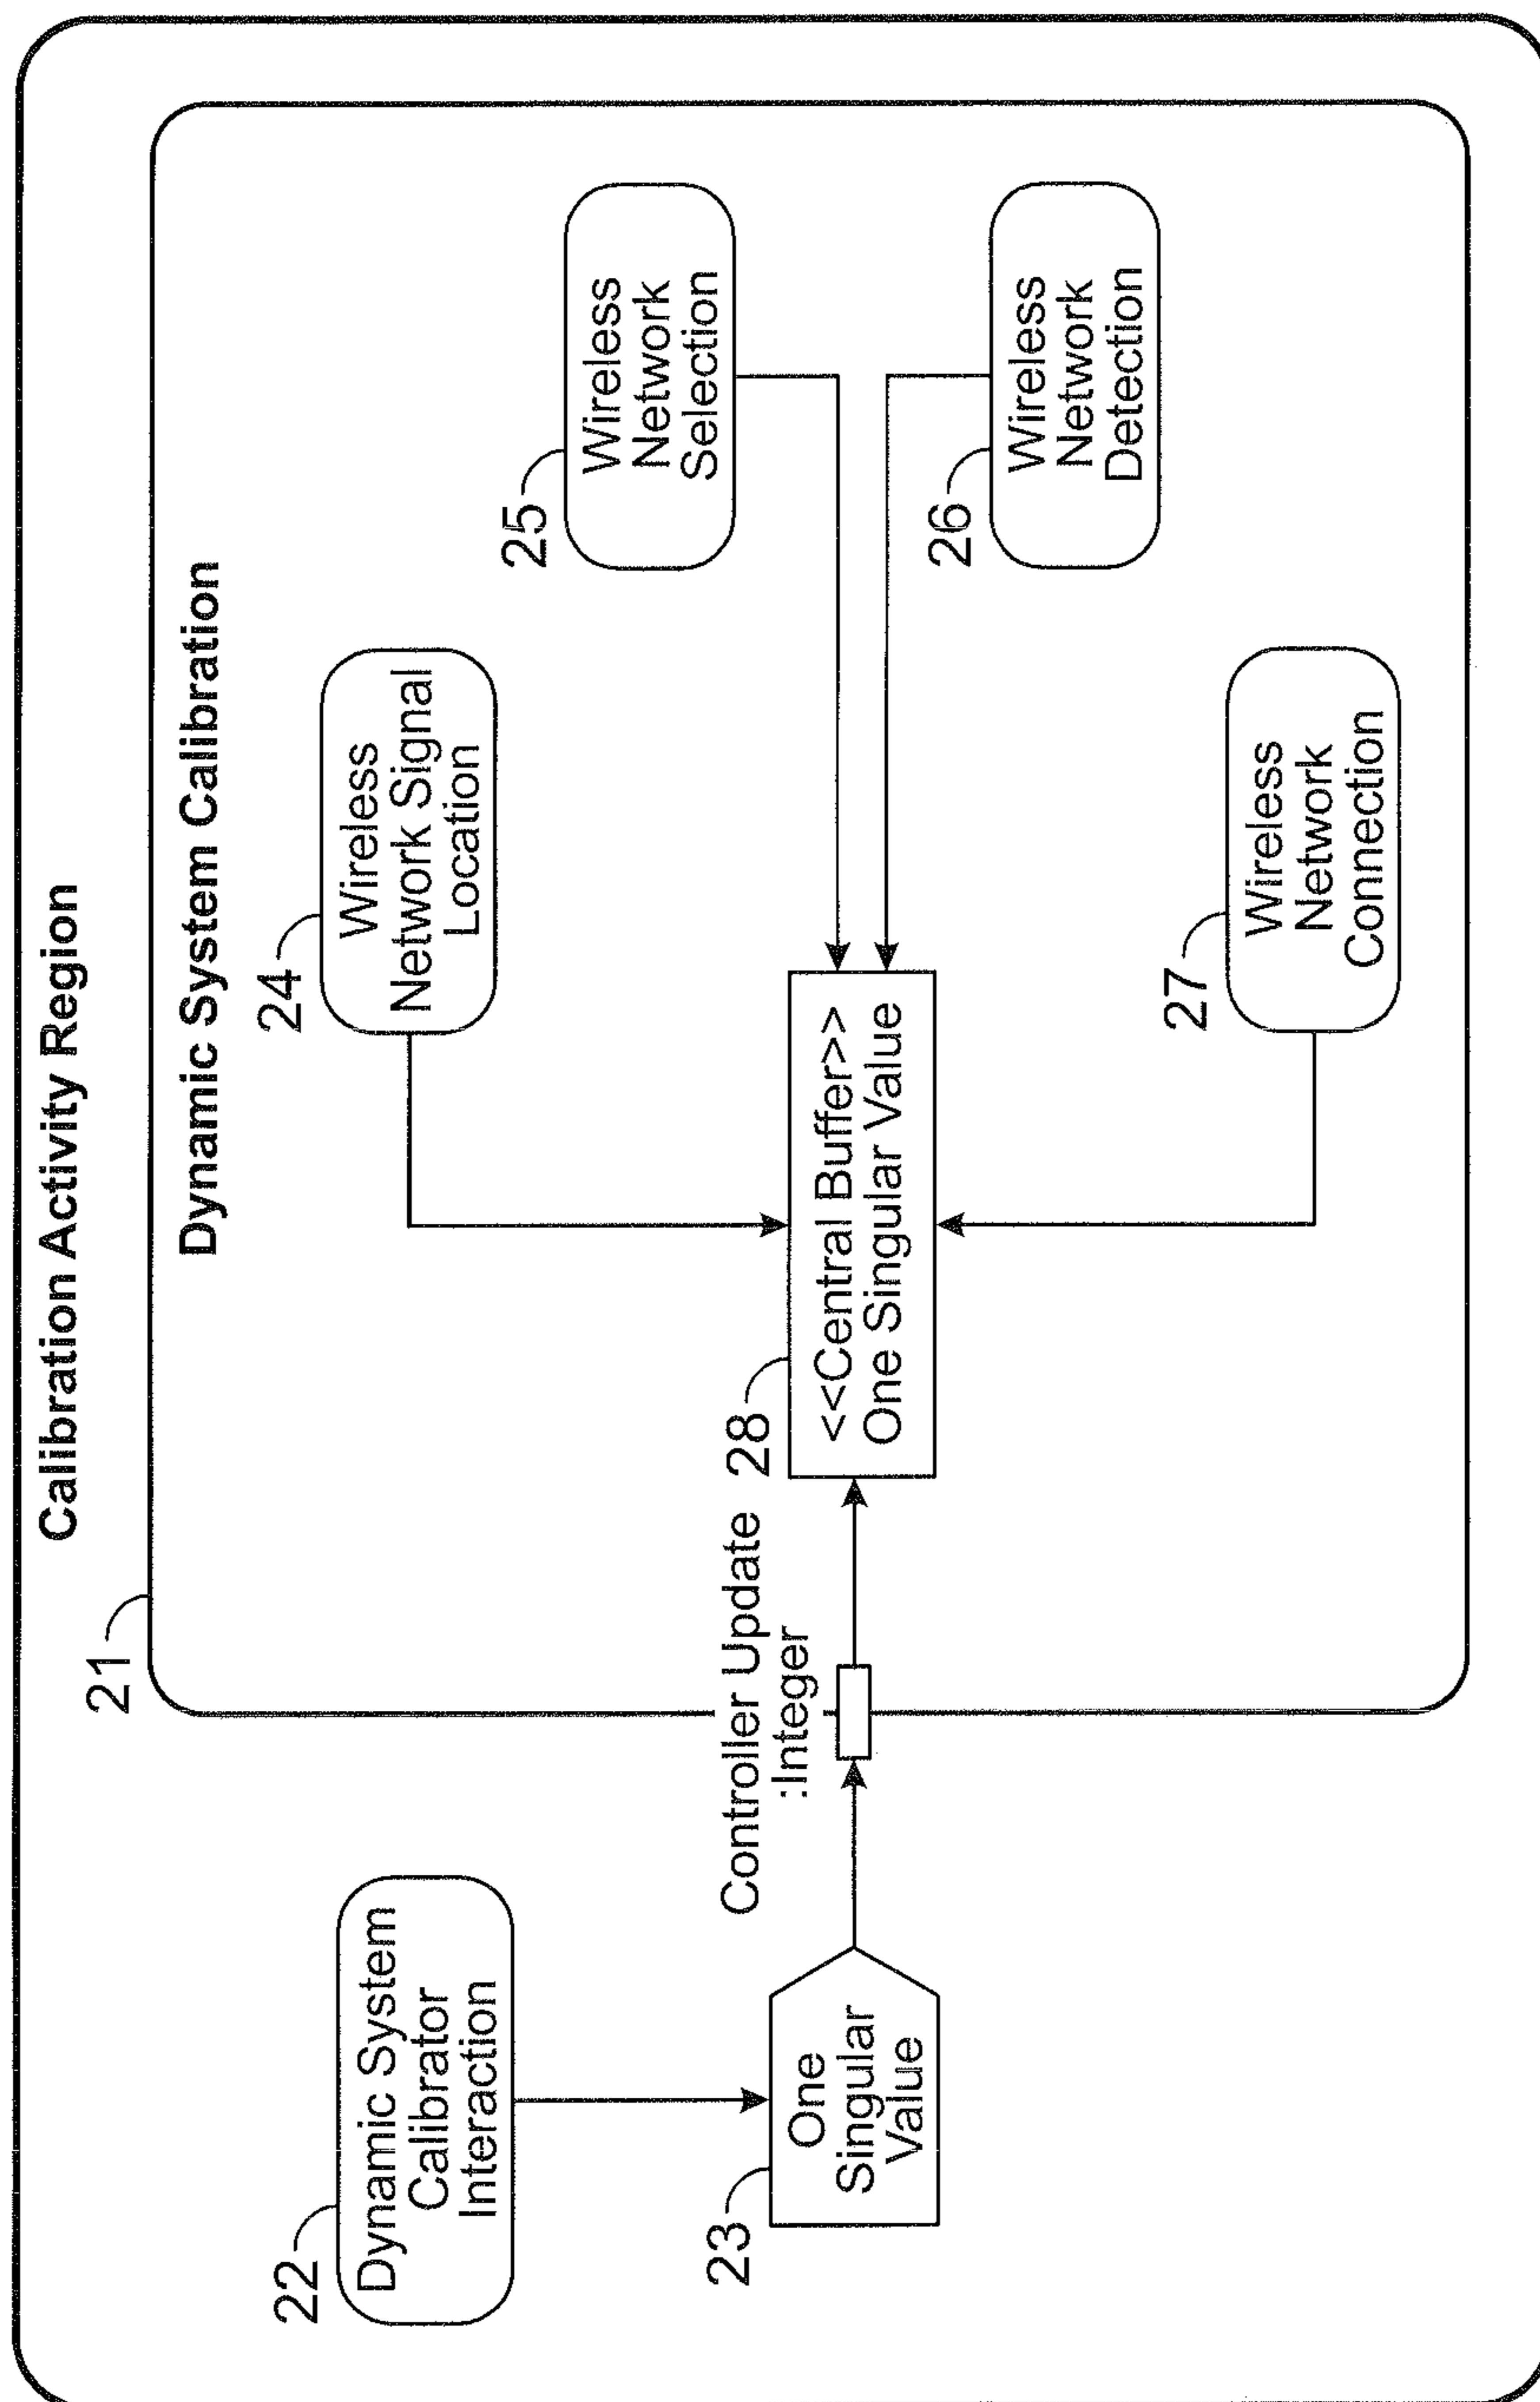 Calibration Activity Region
21
Dynamic System Calibration
22
Dynamic System
Calibrator
Interaction
24
Wireless
Network Signal
Location
25
Wireless
Network
Selection
Controller Update
:Integer
23
One
Singular
Value
28
<<Central Buffer>>
One Singular Value
26
Wireless
Network
Detection
27
Wireless
Network
Connection